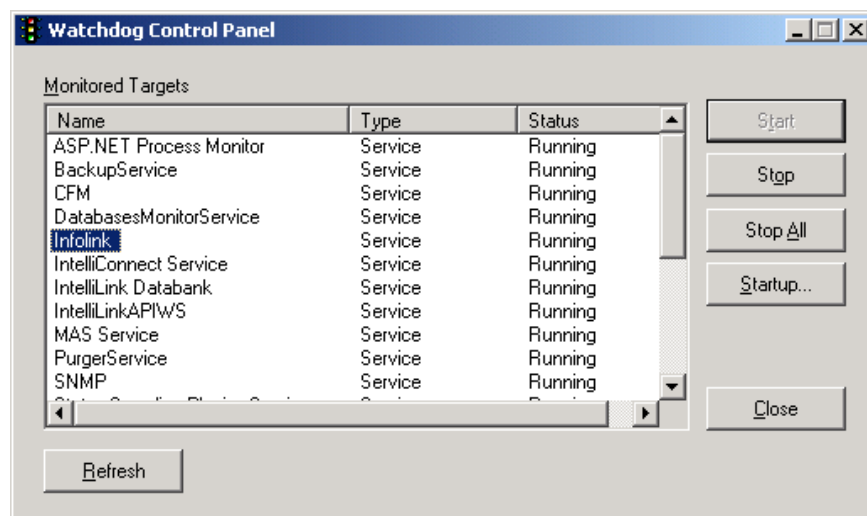 Watchdog Control Panel
Monitored Targets
Name Type Status
ASP.NET Process Monitor Service Running
BackupService Service Running
CFM Service Running
DatabasesMonitorService Service Running
Infolink Service Running
IntelliConnect Service Service Running
IntelliLink Databank Service Running
IntelliLinkAPIWS Service Running
MAS Service Service Running
PurgerService Service Running
SNMP Service Running
Start
Stop
Stop All
Startup...
Close
Refresh